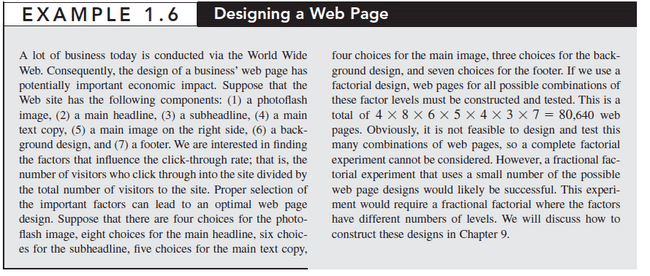 EXAMPLE 1.6 Designing a Web Page
A lot of business today is conducted via the World Wide
Web. Consequently, the design of a business' web page has
potentially important economic impact. Suppose that the
Web site has the following components: (1) a photoflash
image, (2) a main headline, (3) a subheadline, (4) a main
text copy, (5) a main image on the right side, (6) a back-
ground design, and (7) a footer. We are interested in finding
the factors that influence the click-through rate; that is, the
number of visitors who click through into the site divided by
the total number of visitors to the site. Proper selection of
the important factors can lead to an optimal web page
design. Suppose that there are four choices for the photo-
flash image, eight choices for the main headline, six choic-
es for the subheadline, five choices for the main text copy,
four choices for the main image, three choices for the back-
ground design, and seven choices for the footer. If we use a
factorial design, web pages for all possible combinations of
these factor levels must be constructed and tested. This is a
total of 4 × 8 × 6 × 5 × 4 × 3 × 7 = 80,640 web
pages. Obviously, it is not feasible to design and test this
many combinations of web pages, so a complete factorial
experiment cannot be considered. However, a fractional fac-
torial experiment that uses a small number of the possible
web page designs would likely be successful. This experi-
ment would require a fractional factorial where the factors
have different numbers of levels. We will discuss how to
construct these designs in Chapter 9.